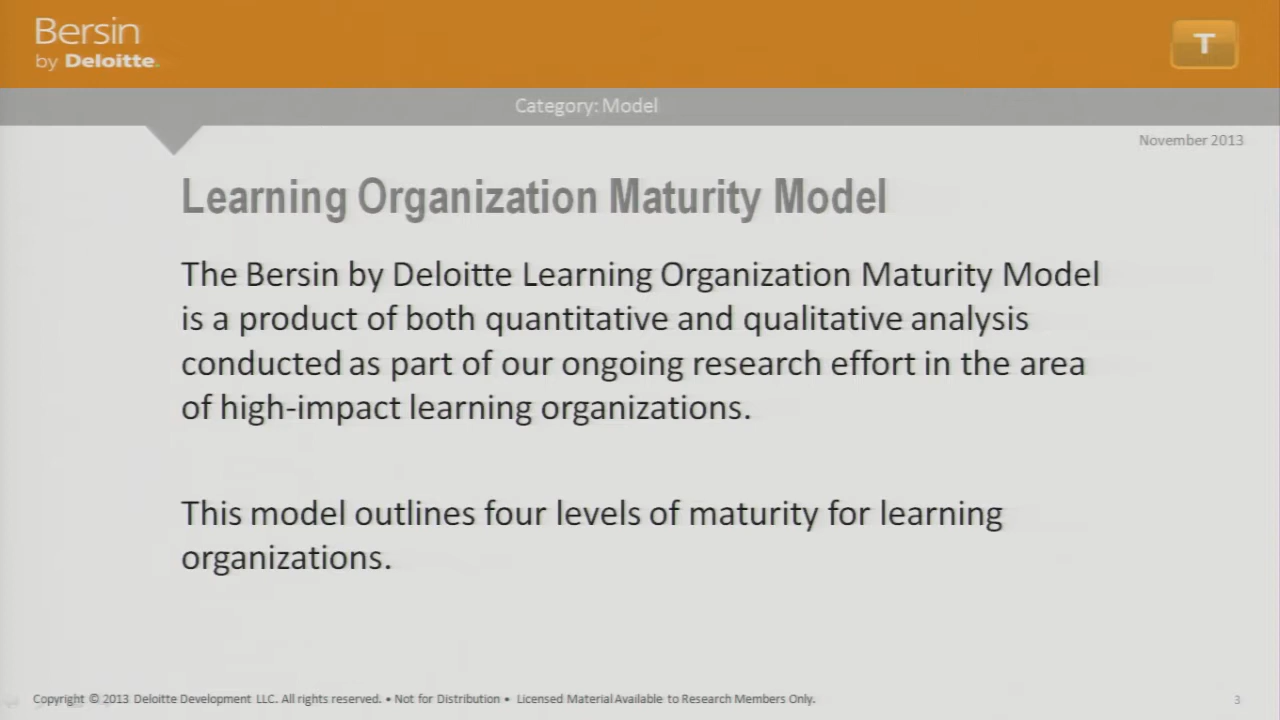 Bersin
by Deloitte.
T
Category: Model
November 2013
Learning Organization Maturity Model
The Bersin by Deloitte Learning Organization Maturity Model
is a product of both quantitative and qualitative analysis
conducted as part of our ongoing research effort in the area
of high-impact learning organizations.
This model outlines four levels of maturity for learning
organizations.
Copyright © 2013 Deloitte Development LLC. All rights reserved. • Not for Distribution • Licensed Material Available to Research Members Only.
3